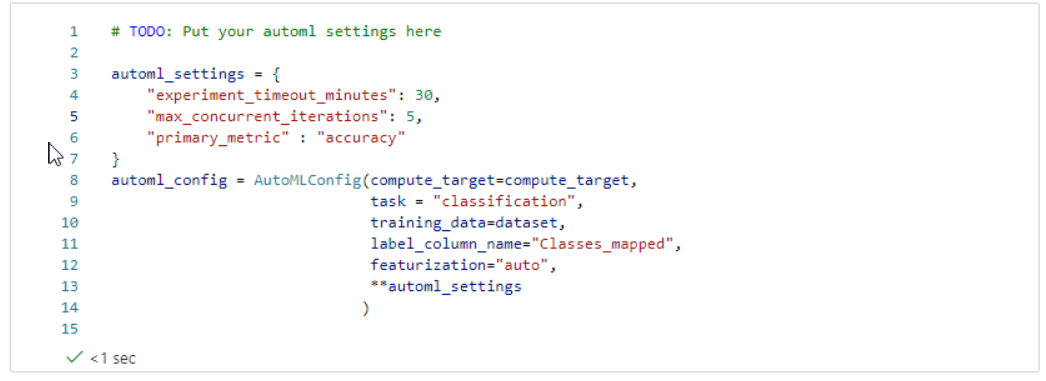 1 # TODO: Put your automl settings here
2
3 automl_settings = {
4 "experiment_timeout_minutes": 30,
5 "max_concurrent_iterations": 5,
6 "primary_metric" : "accuracy"
7 }
8 automl_config = AutoMLConfig(compute_target=compute_target,
9 task = "classification",
10 training_data=dataset,
11 label_column_name="Classes_mapped",
12 featurization="auto",
13 **automl_settings
14 )
15
<1 sec